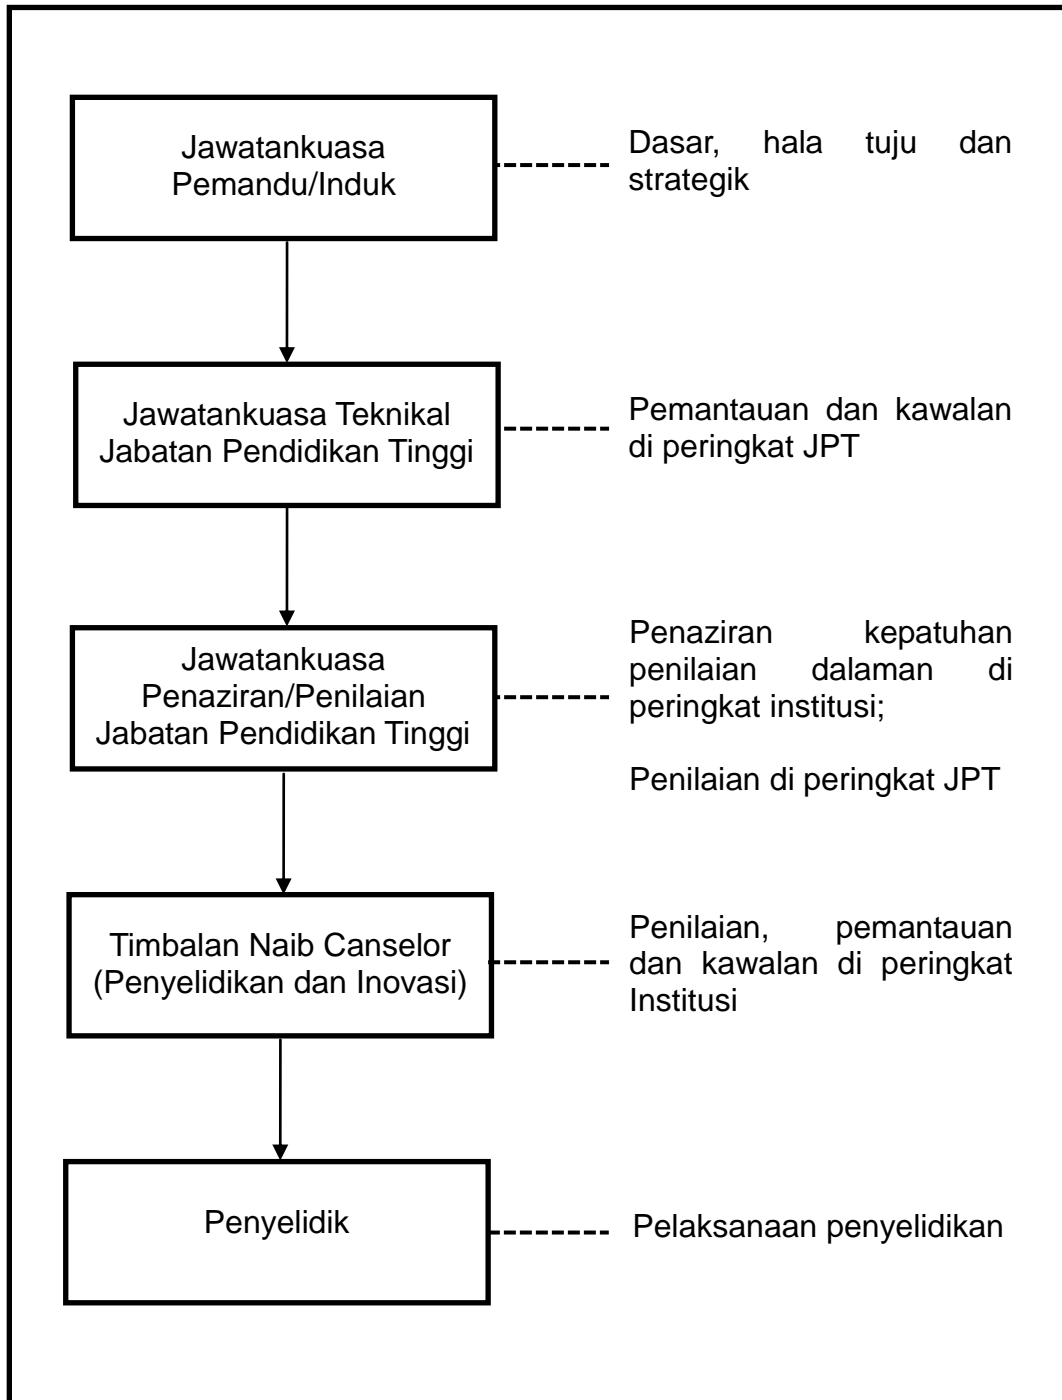 Jawatankuasa
Pemandu/Induk
Dasar, hala tuju dan
strategik
Jawatankuasa Teknikal
Jabatan Pendidikan Tinggi
Pemantauan dan kawalan
di peringkat JPT
Jawatankuasa
Penaziran/Penilaian
Jabatan Pendidikan Tinggi
Penaziran kepatuhan
penilaian dalaman di
peringkat institusi;
Penilaian di peringkat JPT
Timbalan Naib Canselor
(Penyelidikan dan Inovasi)
Penilaian, pemantauan
dan kawalan di peringkat
Institusi
Penyelidik
Pelaksanaan penyelidikan